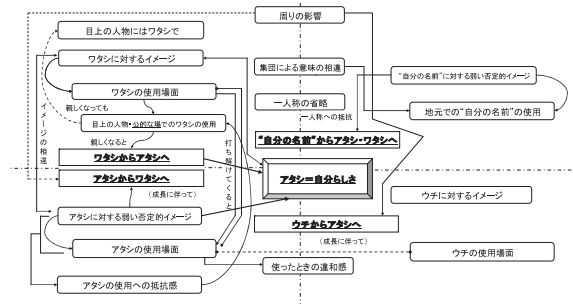 周りの影響
目上の人物にはワタシで
ワタシに対するイメージ
集団による意味の相違
“自分の名前”に対する弱い否定的イメージ
ワタシの使用場面
親しくなっても
一人称の省略
地元での“自分の名前”の使用
一人称への抵抗
目上の人物・公的な場でのワタシの使用
イメージの相違
親しくなると
打ち解けてくると
“自分の名前”からアタシ・ワタシへ
ワタシからアタシへ
アタシからワタシへ
アタシ=自分らしさ
(成長に伴って)
ウチに対するイメージ
アタシに対する弱い否定的イメージ
ウチからアタシへ
(成長に伴って)
アタシの使用場面
ウチの使用場面
使ったときの違和感
アタシの使用への抵抗感